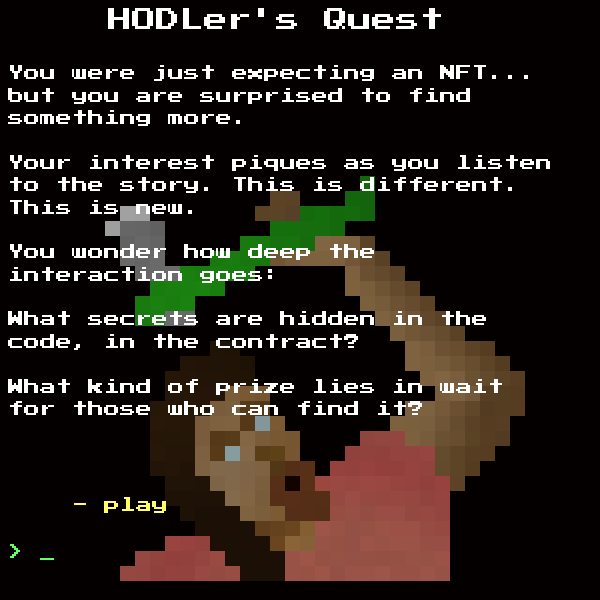 HODLer's Quest
You were just expecting an NFT...
but you are surprised to find
something more.
Your interest piques as you listen
to the story. This is different.
This is new.
You wonder how deep the
interaction goes:
What secrets are hidden in the
code, in the contract?
What kind of prize lies in wait
for those who can find it?
- play
> _